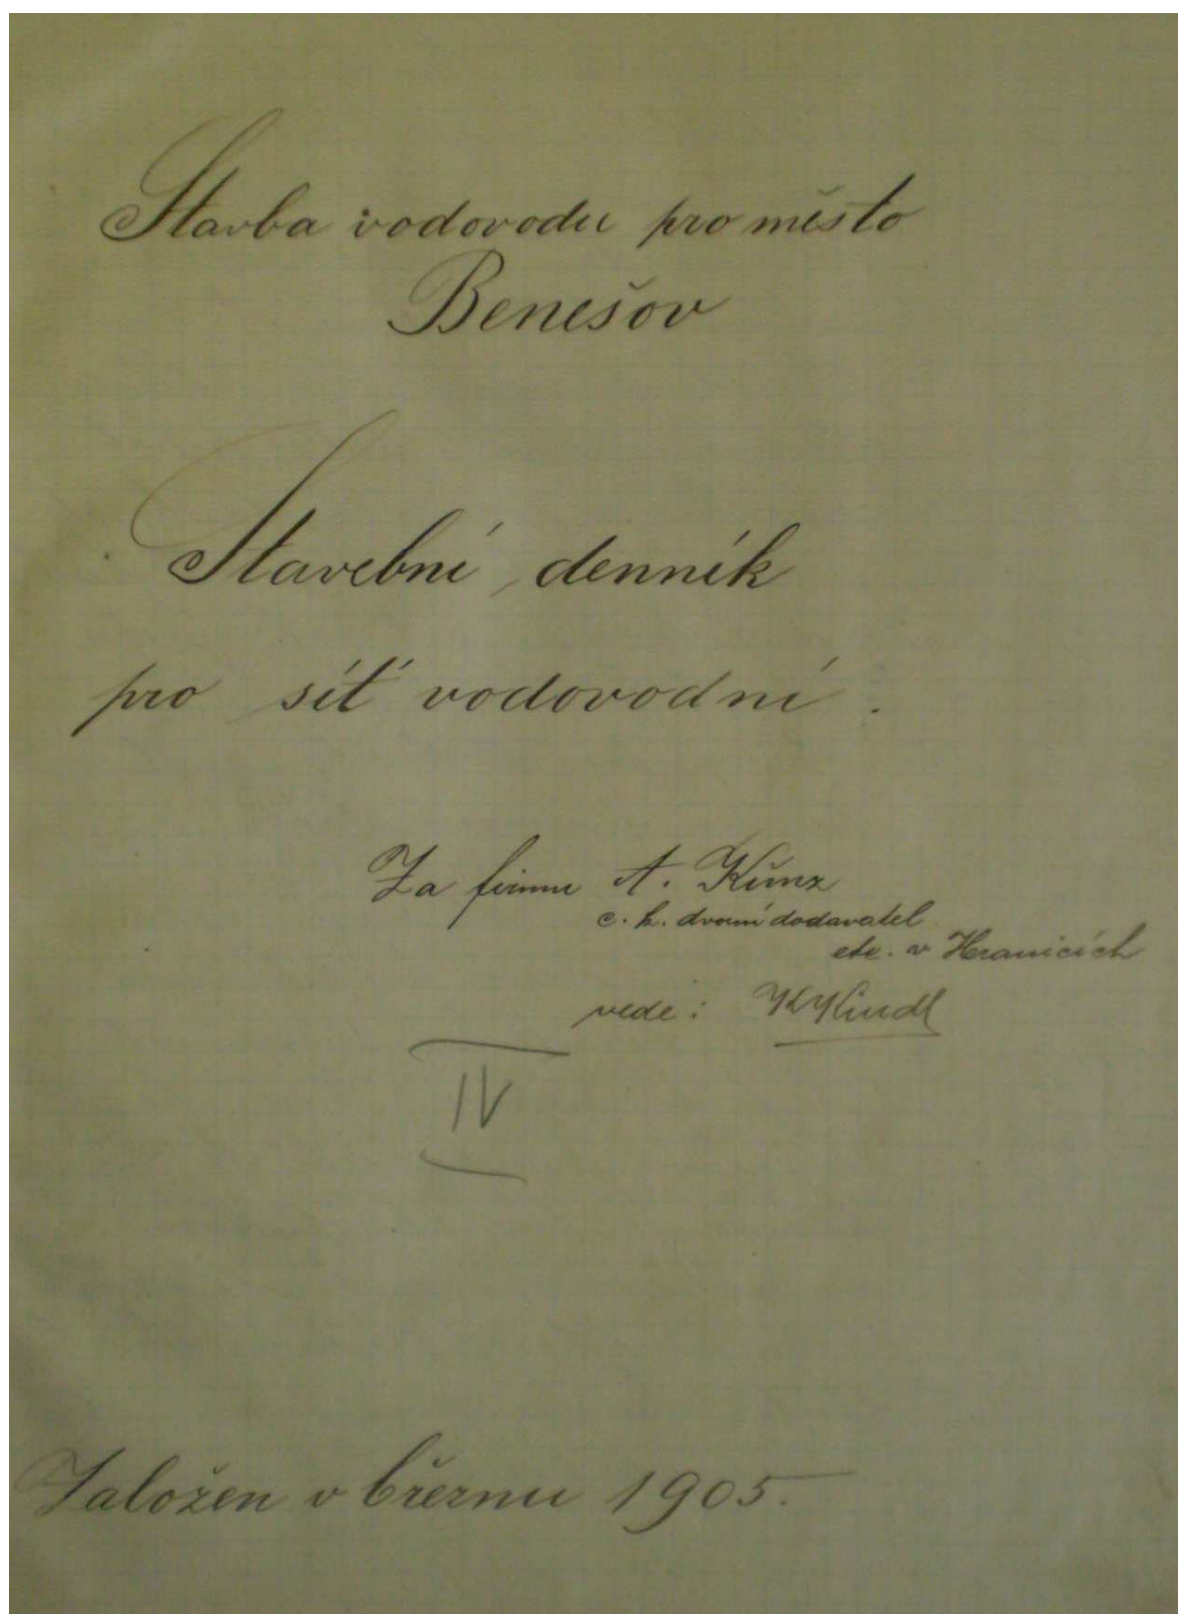 Stavba vodovodu pro město
Benešov
Stavební denník
pro síť vodovodní.
Za firmu A. Kunz
c. k. dvorní dodavatel
etc. v Hranicích
vede:
IV
Založen v březnu 1905.